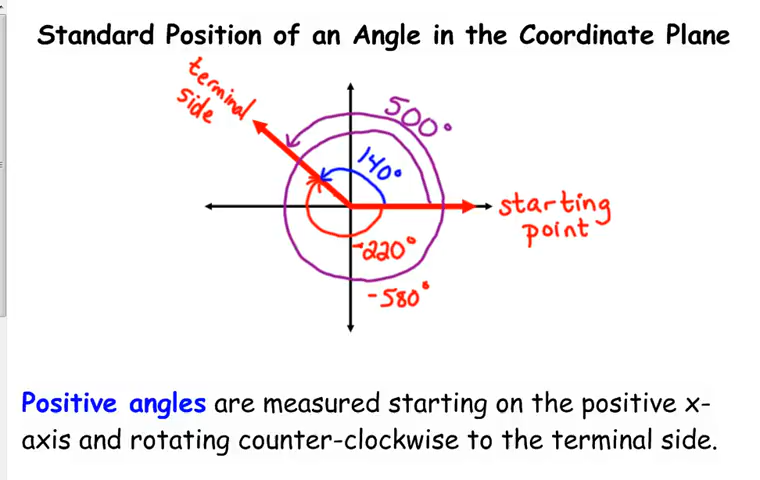 Standard Position of an Angle in the Coordinate Plane
terminal
side
500°
140°
starting
point
-220°
-580°
Positive angles are measured starting on the positive x-
axis and rotating counter-clockwise to the terminal side.